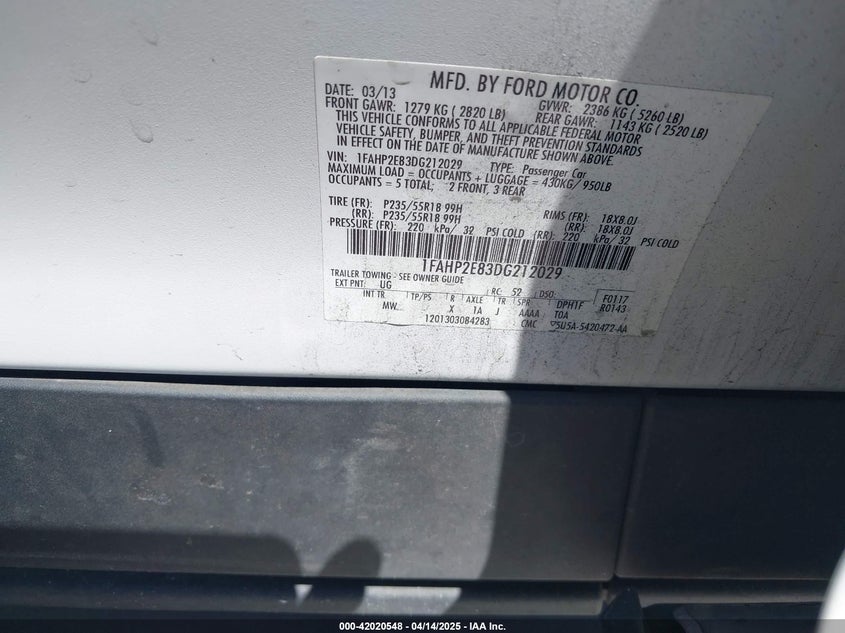 MFD. BY FORD MOTOR CO.
DATE: 03/13 GVWR: 2386 KG ( 5260 LB)
FRONT GAWR: 1279 KG ( 2820 LB) REAR GAWR: 1143 KG ( 2520 LB)
THIS VEHICLE CONFORMS TO ALL APPLICABLE FEDERAL MOTOR
VEHICLE SAFETY, BUMPER, AND THEFT PREVENTION STANDARDS
IN EFFECT ON THE DATE OF MANUFACTURE SHOWN ABOVE.
VIN: 1FAHP2E83DG212029 TYPE: Passenger Car
MAXIMUM LOAD = OCCUPANTS + LUGGAGE = 430KG/950LB
OCCUPANTS = 5 TOTAL; 2 FRONT, 3 REAR
TIRE (FR): P235/55R18 99H RIMS (FR): 18X8.0J
(RR): P235/55R18 99H (RR): 18X8.0J
PRESSURE (FR): 220 kPa/ 32 PSI COLD (RR): 220 kPa/ 32 PSI COLD
1FAHP2E83DG212029
TRAILER TOWING - SEE OWNER GUIDE
EXT PNT: UG RC: 52 DSO: F0117
INT TR TP/PS R AXLE TR SPR DPH1F R0143
MW X 1A J AAAA T0A
1201303084283 CMC 5U5A-5420472-AA
000-42020548 - 04/14/2025 - IAA Inc.